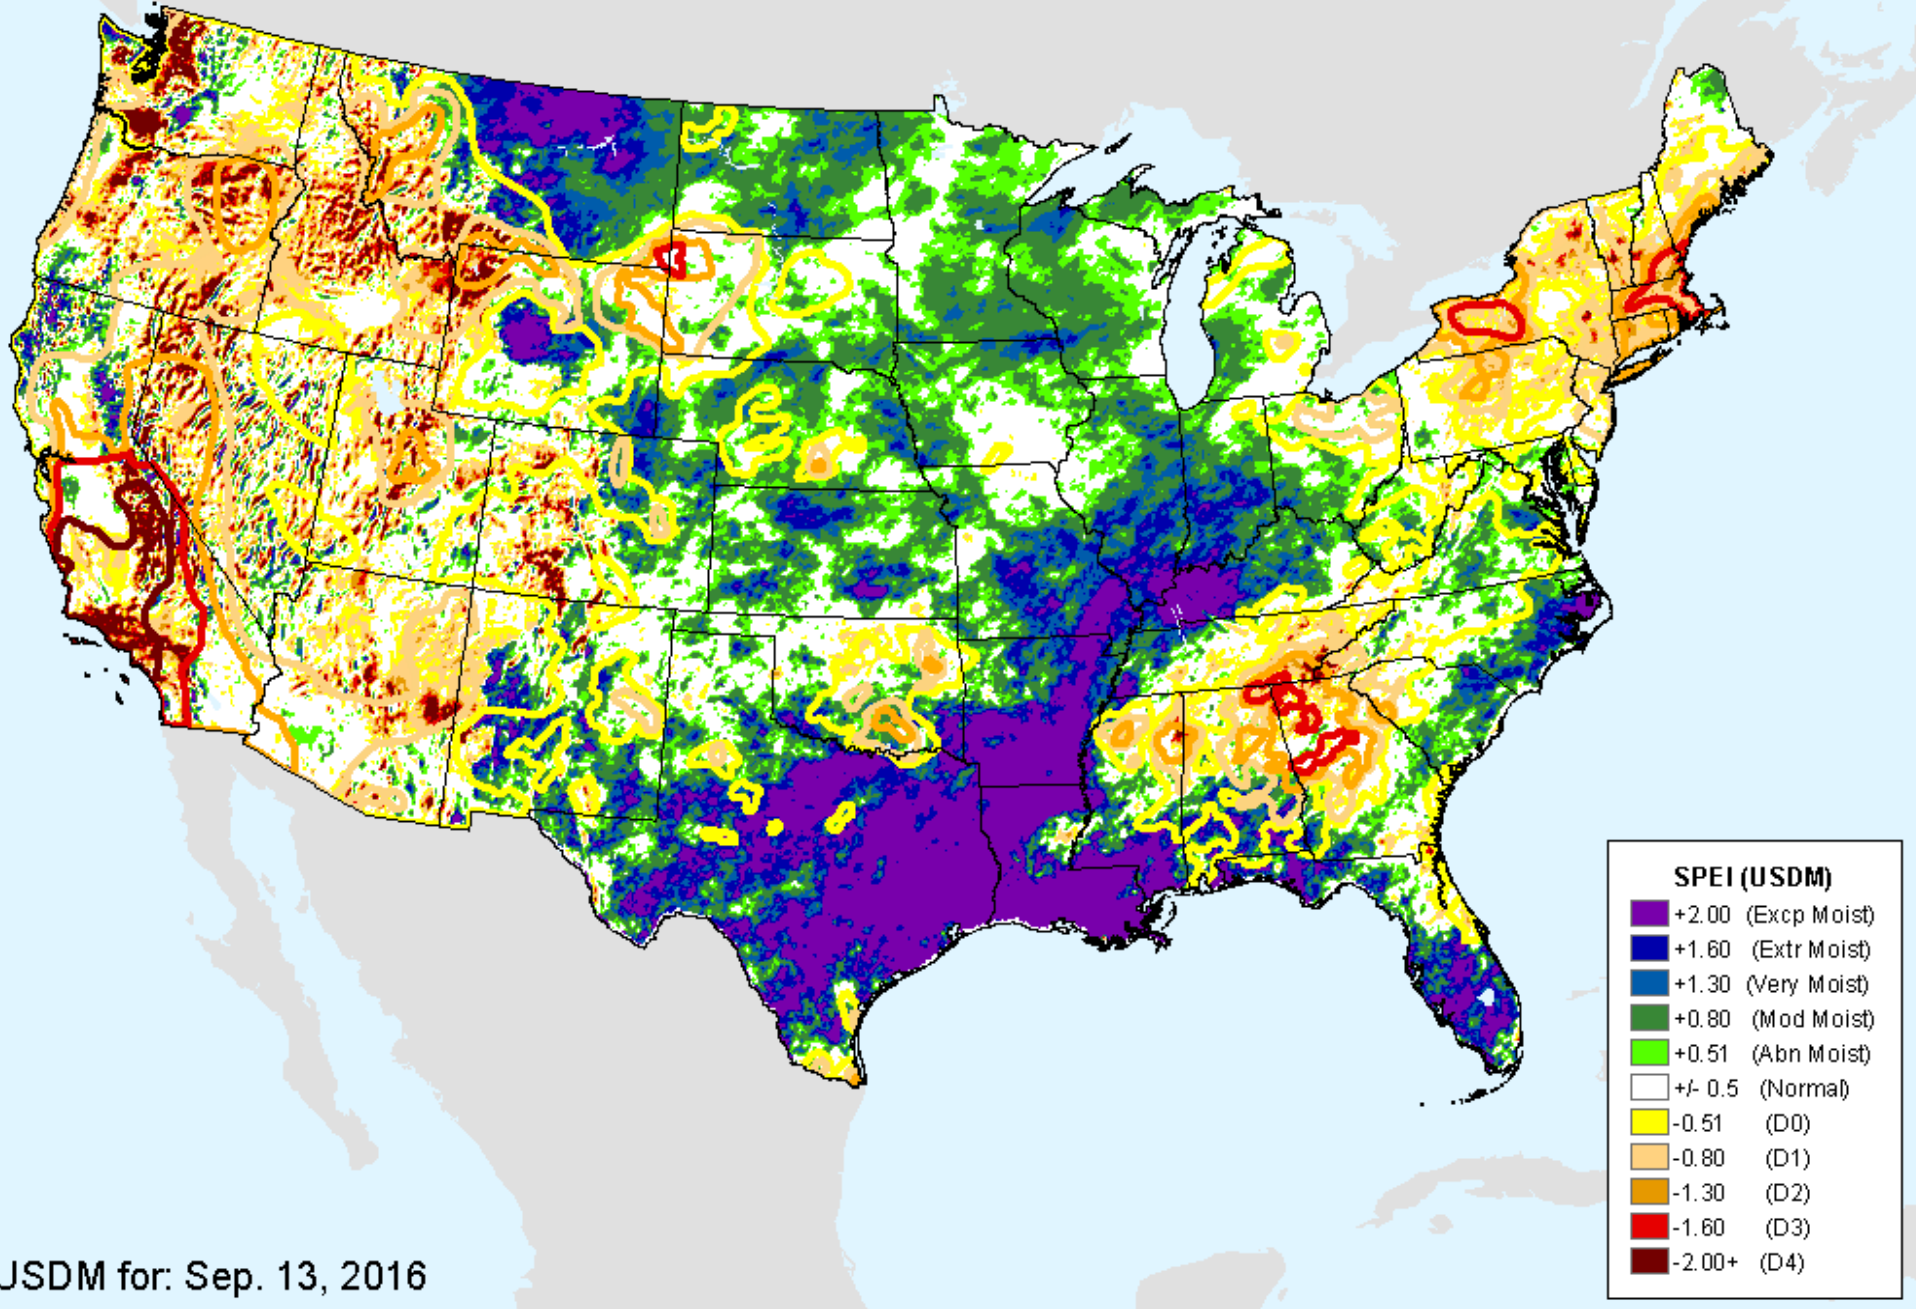 SPEI (USDM)
+2.00 (Excp Moist)
+1.60 (Extr Moist)
+1.30 (Very Moist)
+0.80 (Mod Moist)
+0.51 (Abn Moist)
+/- 0.5 (Normal)
-0.51 (D0)
-0.80 (D1)
-1.30 (D2)
-1.60 (D3)
-2.00+ (D4)
USDM for: Sep. 13, 2016